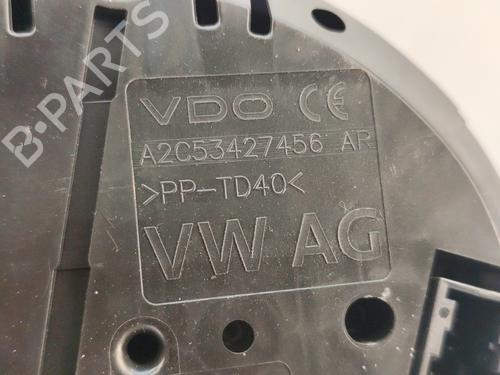 B-PARTS
VDO CE
A2C53427456 AR
>PP-TD40<
VW AG